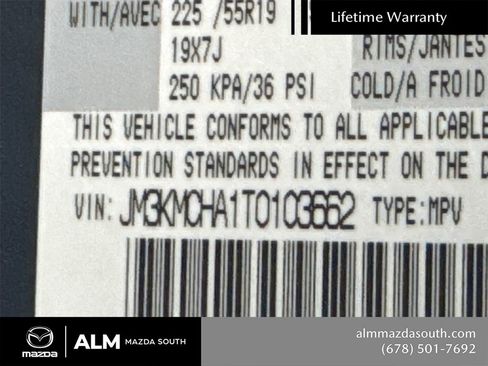 Lifetime Warranty
WITH/AVEC 225 /55R19
19X7J RIMS/JANTES
250 KPA/36 PSI COLD/A FROID
THIS VEHICLE CONFORMS TO ALL APPLICABLE
PREVENTION STANDARDS IN EFFECT ON THE D
VIN: JM3KMCHA1T0103662 TYPE:MPV
mazda
ALM MAZDA SOUTH
almmazdasouth.com
(678) 501-7692